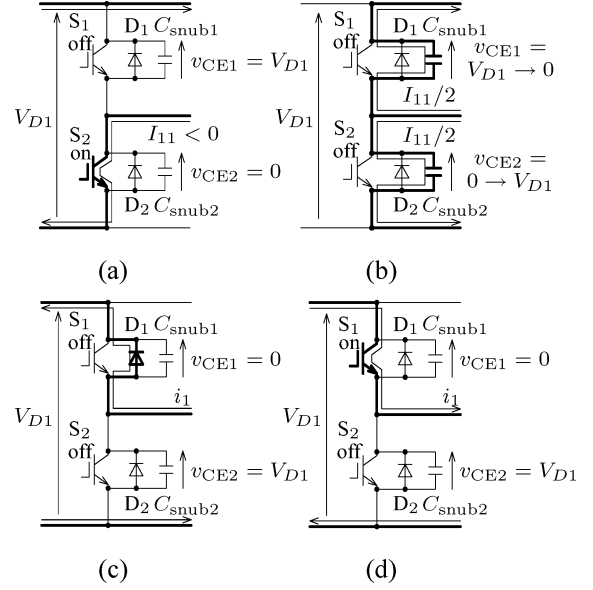 S1 off D1 Csnub1 vCE1 = VD1
VD1
I11 < 0
S2 on vCE2 = 0
D2 Csnub2
(a)
S1 off D1 Csnub1 vCE1 = VD1 → 0
I11/2
VD1
I11/2
S2 off vCE2 = 0 → VD1
D2 Csnub2
(b)
S1 off D1 Csnub1 vCE1 = 0
i1
VD1
S2 off vCE2 = VD1
D2 Csnub2
(c)
S1 on D1 Csnub1 vCE1 = 0
i1
VD1
S2 off vCE2 = VD1
D2 Csnub2
(d)